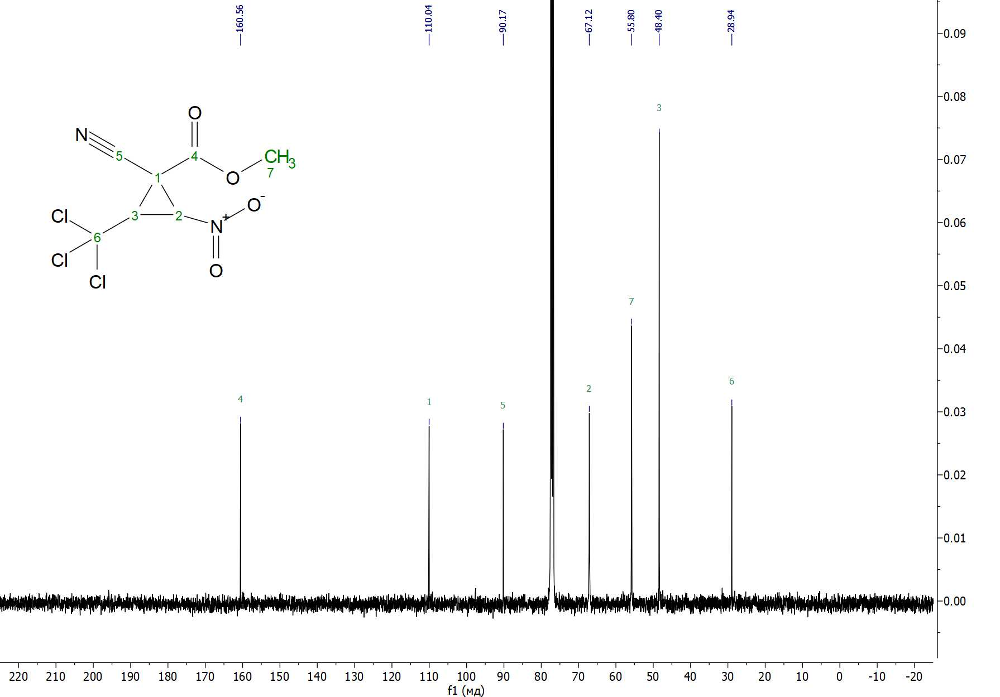 160.56
110.04
90.17
67.12
55.80
48.40
28.94
0.09
0.08
0.07
0.06
0.05
0.04
0.03
0.02
0.01
0.00
O
N
5
4
CH3
7
1
O
O-
3
2
N+
Cl
6
Cl
Cl
O
3
7
6
2
4
1
5
220 210 200 190 180 170 160 150 140 130 120 110 100 90 80 70 60 50 40 30 20 10 0 -10 -20
f1 (мд)